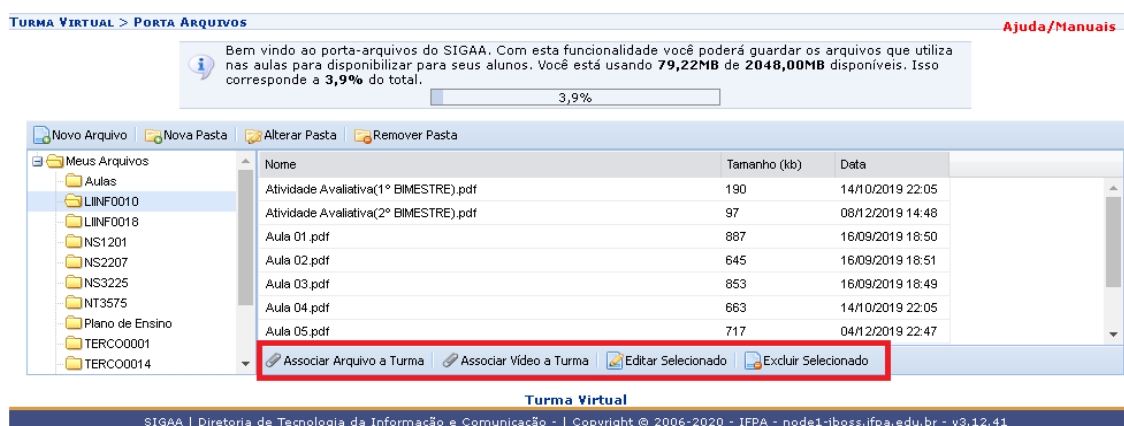 TURMA VIRTUAL > PORTA ARQUIVOS
Ajuda/Manuais
Bem vindo ao porta-arquivos do SIGAA. Com esta funcionalidade você poderá guardar os arquivos que utiliza
nas aulas para disponibilizar para seus alunos. Você está usando 79,22MB de 2048,00MB disponíveis. Isso
corresponde a 3,9% do total.
3,9%
Novo Arquivo Nova Pasta Alterar Pasta Remover Pasta
Meus Arquivos
Aulas
LIINF0010
LIINF0018
NS1201
NS2207
NS3225
NT3575
Plano de Ensino
TERCO0001
TERCO0014
Nome Tamanho (kb) Data
Atividade Avaliativa(1º BIMESTRE).pdf 190 14/10/2019 22:05
Atividade Avaliativa(2º BIMESTRE).pdf 97 08/12/2019 14:48
Aula 01.pdf 887 16/09/2019 18:50
Aula 02.pdf 645 16/09/2019 18:51
Aula 03.pdf 853 16/09/2019 18:49
Aula 04.pdf 663 14/10/2019 22:05
Aula 05.pdf 717 04/12/2019 22:47
Associar Arquivo a Turma Associar Vídeo a Turma Editar Selecionado Excluir Selecionado
Turma Virtual
SIGAA | Diretoria de Tecnologia da Informação e Comunicação - | Copyright © 2006-2020 - IFPA - node1-jboss.ifpa.edu.br - v3.12.41